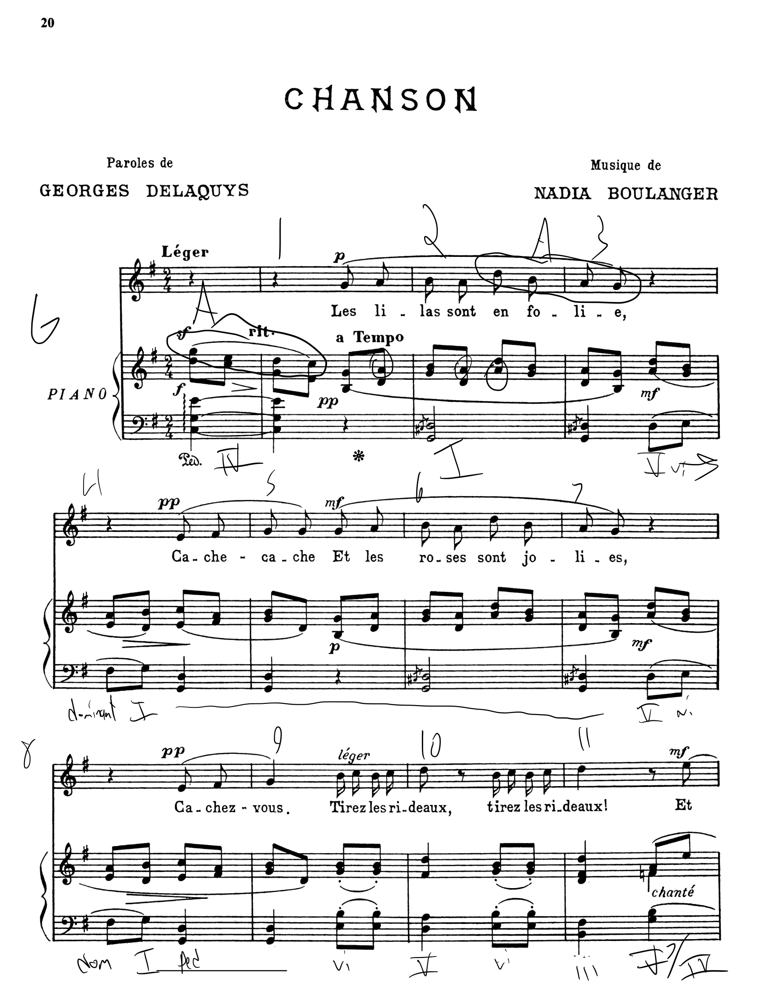 20
CHANSON
Paroles de
GEORGES DELAQUYS
Musique de
NADIA BOULANGER
1 2 A 3
Léger
p
Les li - las sont en fo - li - e,
G
A
sf rit. a Tempo
PIANO
f pp mf
Ped. IV * I V vi
4 5 6 7
pp mf
Ca - che - ca - che Et les ro - ses sont jo - li - es,
p mf
dominant I V vi
8 9 10 11
pp léger mf
Ca - chez - vous. Tirez les ri - deaux, tirez les ri - deaux! Et
chanté
dom I Ped vi V vi iii V7/IV